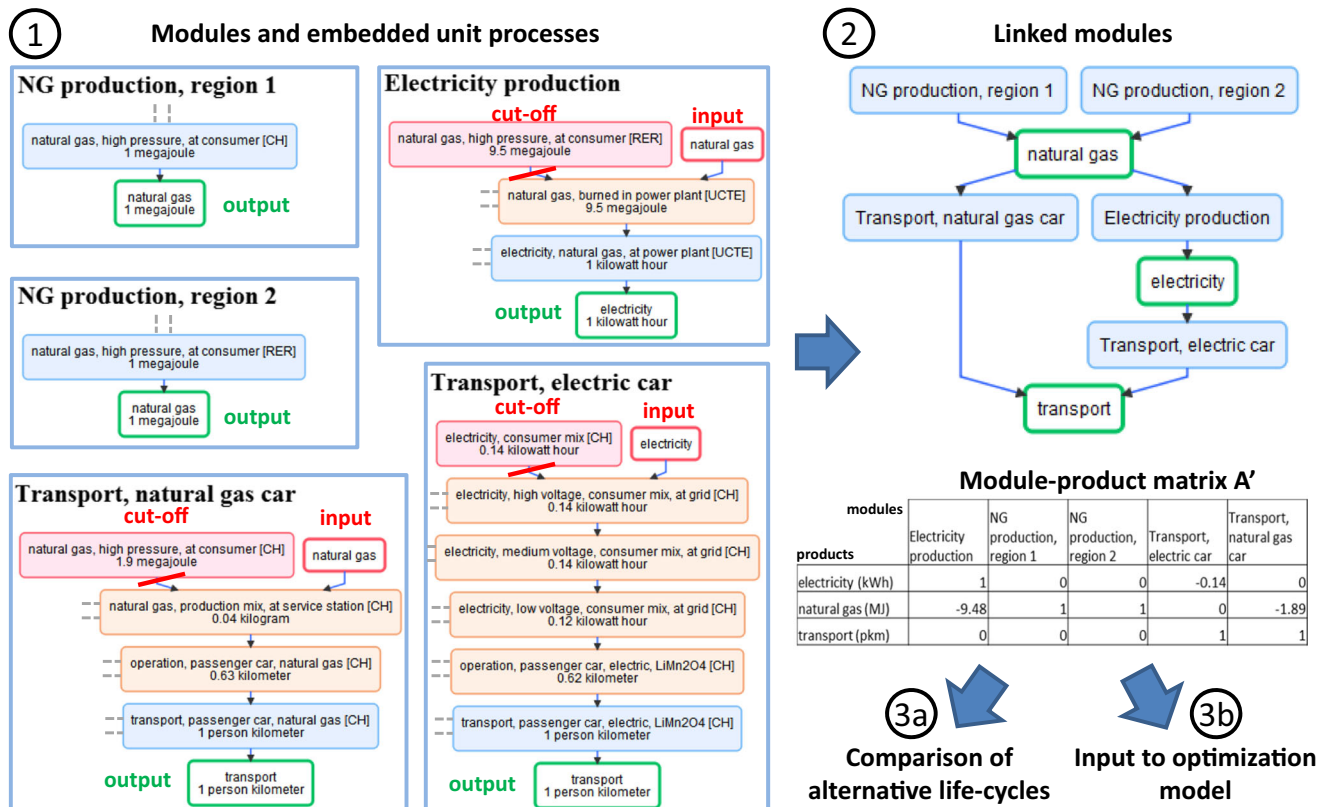 1
Modules and embedded unit processes
NG production, region 1
natural gas, high pressure, at consumer [CH]
1 megajoule
natural gas
1 megajoule
output
NG production, region 2
natural gas, high pressure, at consumer [RER]
1 megajoule
natural gas
1 megajoule
output
Transport, natural gas car
cut-off
input
natural gas, high pressure, at consumer [CH]
1.9 megajoule
natural gas
natural gas, production mix, at service station [CH]
0.04 kilogram
operation, passenger car, natural gas [CH]
0.63 kilometer
transport, passenger car, natural gas [CH]
1 person kilometer
output
transport
1 person kilometer
Electricity production
cut-off
input
natural gas, high pressure, at consumer [RER]
9.5 megajoule
natural gas
natural gas, burned in power plant [UCTE]
9.5 megajoule
electricity, natural gas, at power plant [UCTE]
1 kilowatt hour
output
electricity
1 kilowatt hour
Transport, electric car
cut-off
input
electricity, consumer mix [CH]
0.14 kilowatt hour
electricity
electricity, high voltage, consumer mix, at grid [CH]
0.14 kilowatt hour
electricity, medium voltage, consumer mix, at grid [CH]
0.14 kilowatt hour
electricity, low voltage, consumer mix, at grid [CH]
0.12 kilowatt hour
operation, passenger car, electric, LiMn2O4 [CH]
0.62 kilometer
transport, passenger car, electric, LiMn2O4 [CH]
1 person kilometer
output
transport
1 person kilometer
2
Linked modules
NG production, region 1
NG production, region 2
natural gas
Transport, natural gas car
Electricity production
electricity
Transport, electric car
transport
Module-product matrix A’
modules
products
Electricity production
NG production, region 1
NG production, region 2
Transport, electric car
Transport, natural gas car
electricity (kWh) 1 0 0 -0.14 0
natural gas (MJ) -9.48 1 1 0 -1.89
transport (pkm) 0 0 0 1 1
3a
Comparison of
alternative life-cycles
3b
Input to optimization
model